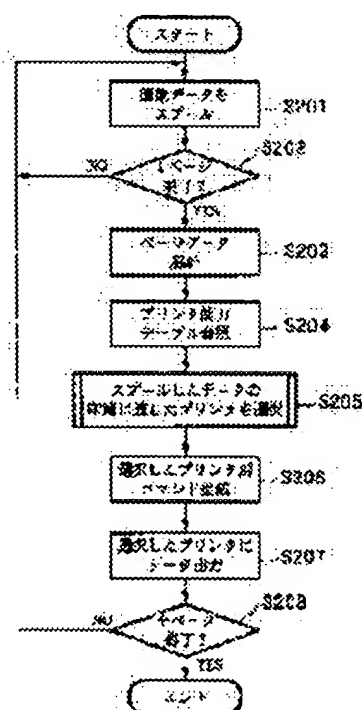 スタート
データを
スプール
S201
1ページ
終了?
S202
NO
YES
ページデータ
S203
プリンタ能力
テーブル参照
S204
スプールしたデータの
印刷に適したプリンタを選択
S205
選択したプリンタ用
コマンド生成
S206
選択したプリンタに
データ出力
S207
全ページ
終了?
S208
NO
YES
エンド